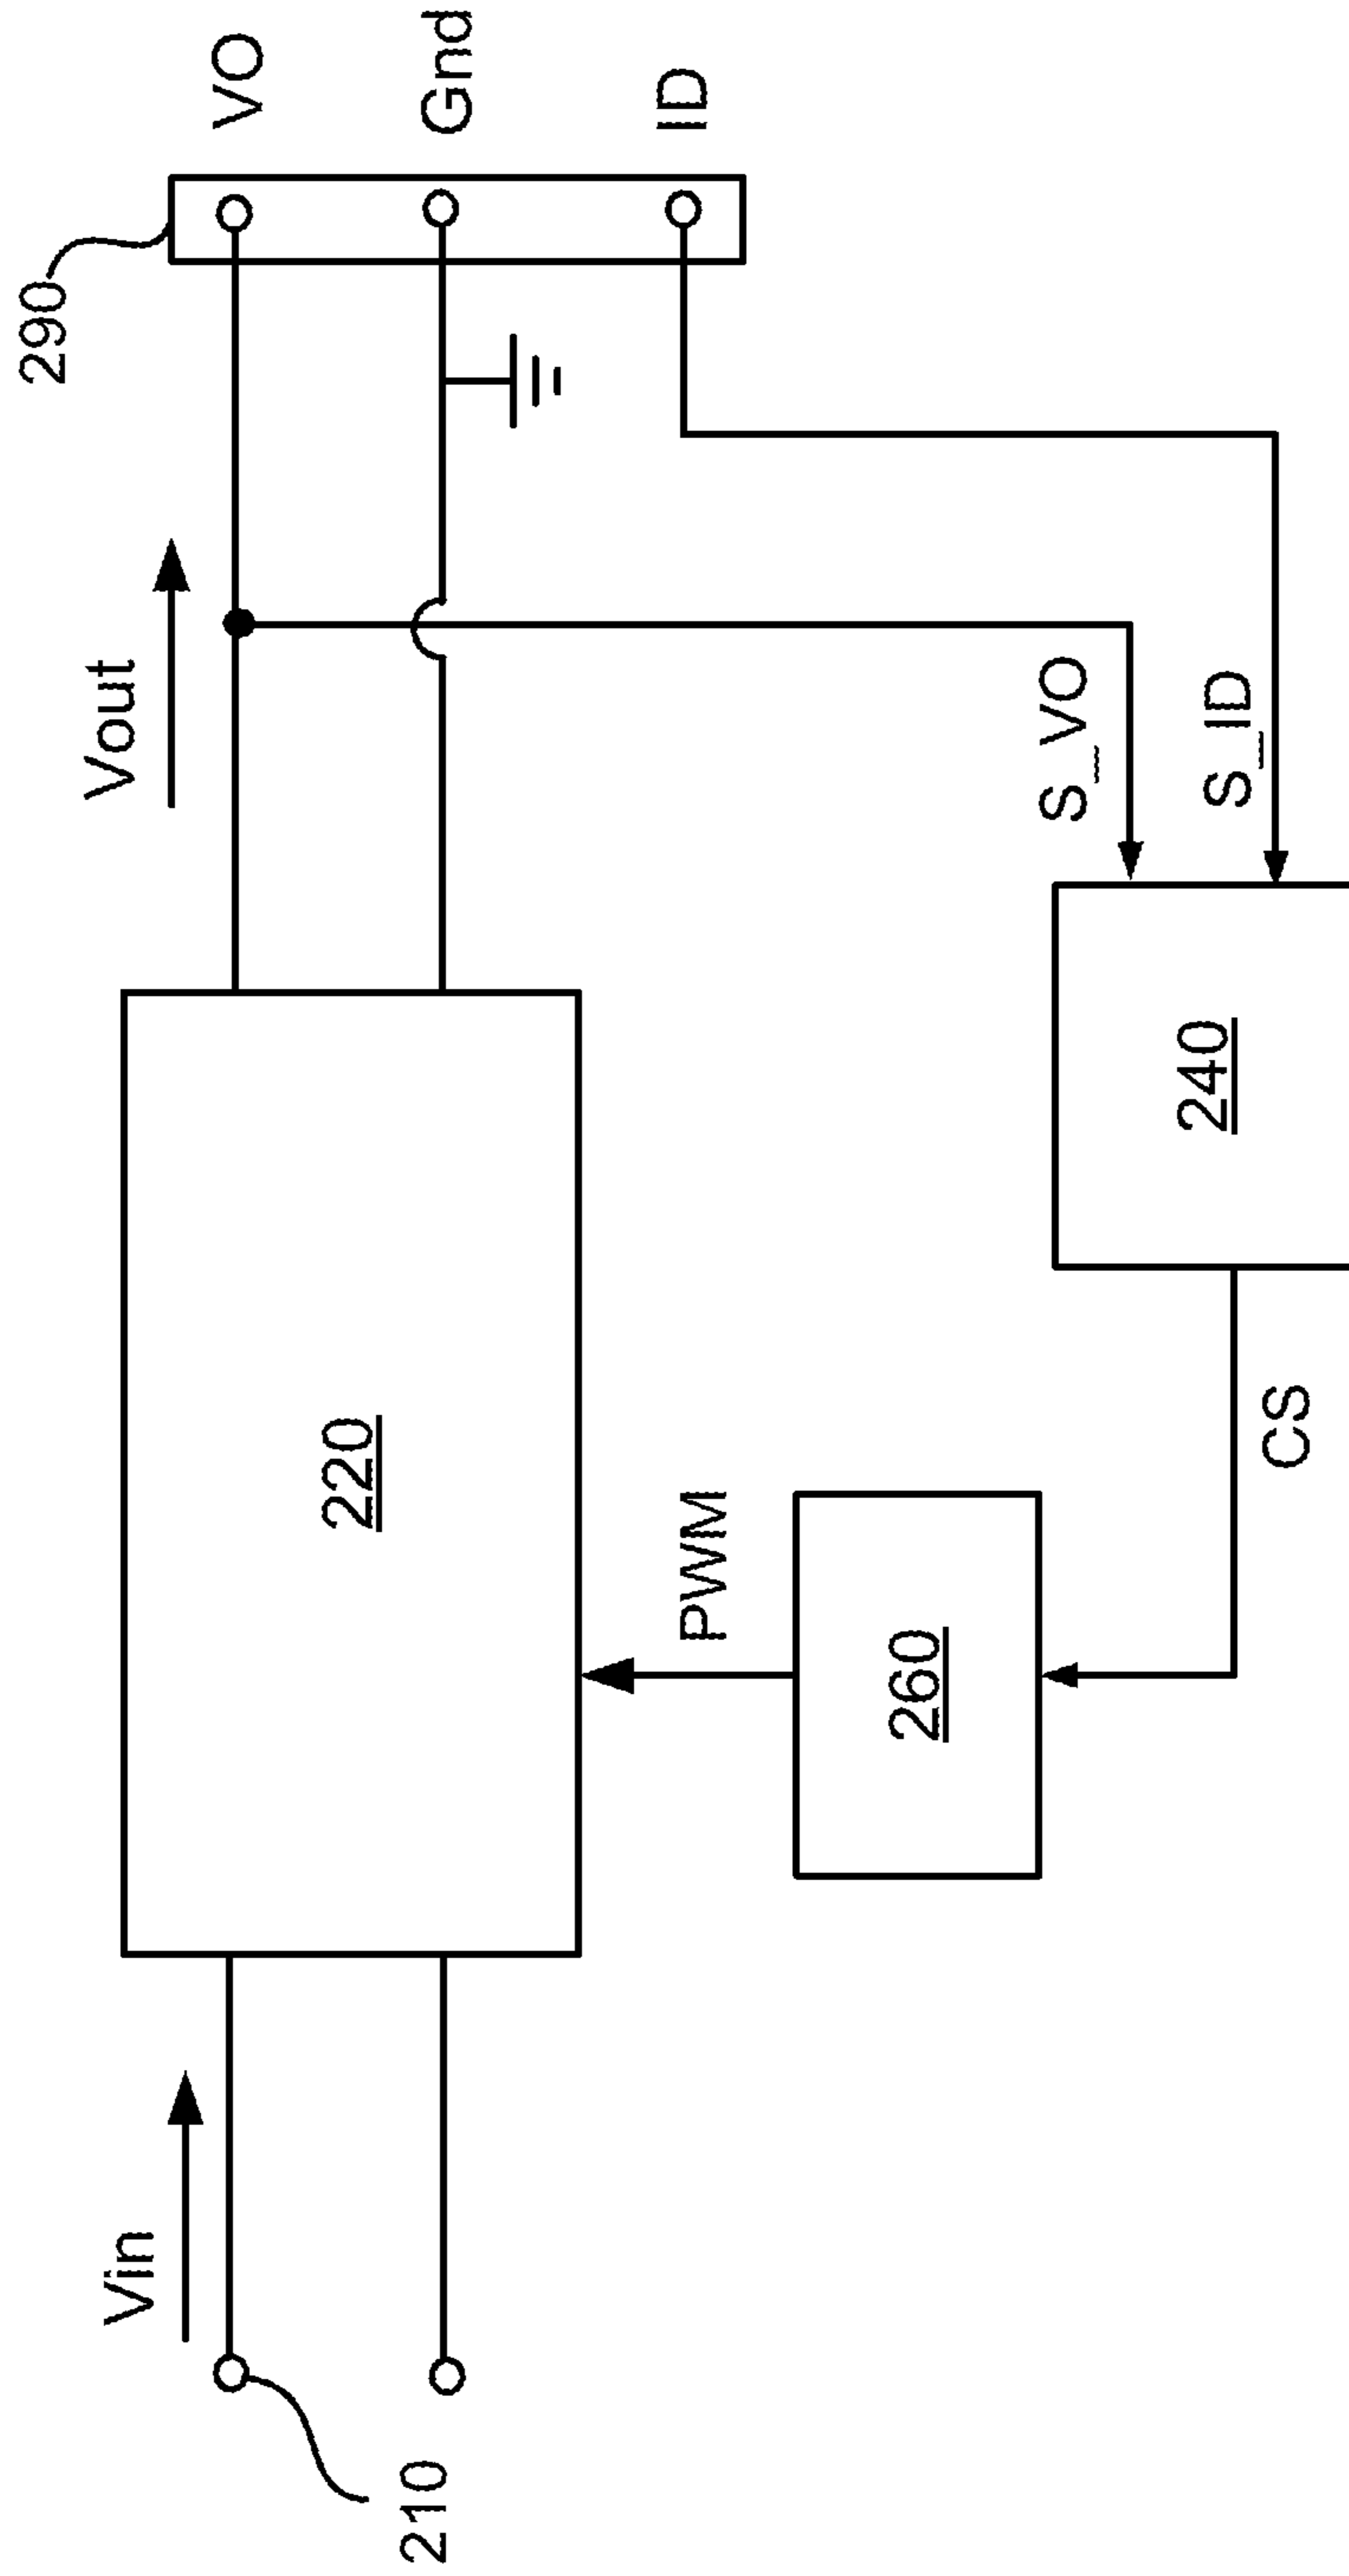 290
VO
Vout
Gnd
Vin
210
220
ID
PWM
260
S_VO
S_ID
240
CS